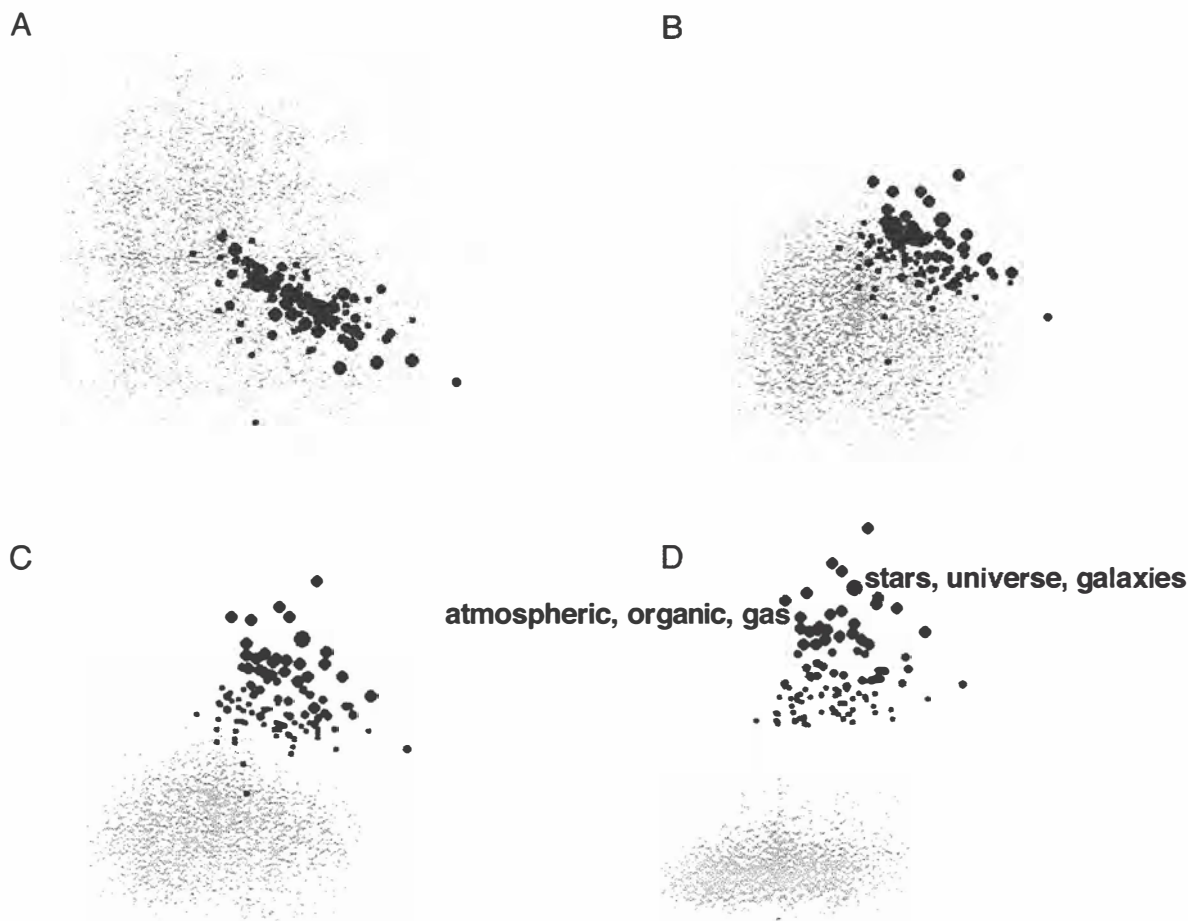 A
B
C
D
stars, universe, galaxies
atmospheric, organic, gas